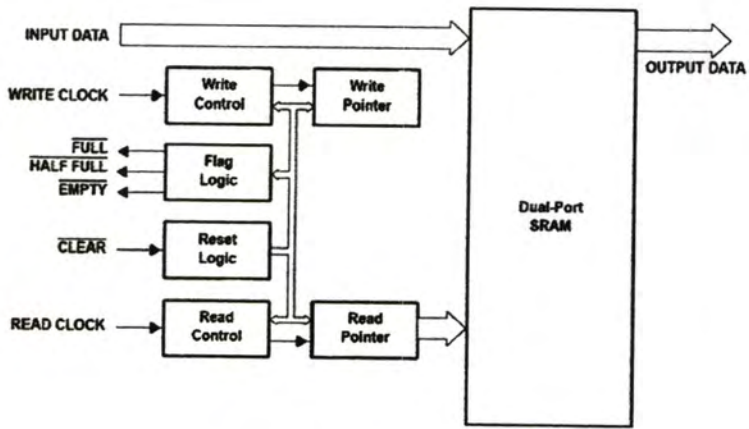 INPUT DATA
OUTPUT DATA
WRITE CLOCK
Write
Control
Write
Pointer
FULL
HALF FULL
EMPTY
Flag
Logic
Dual-Port
SRAM
CLEAR
Reset
Logic
READ CLOCK
Read
Control
Read
Pointer